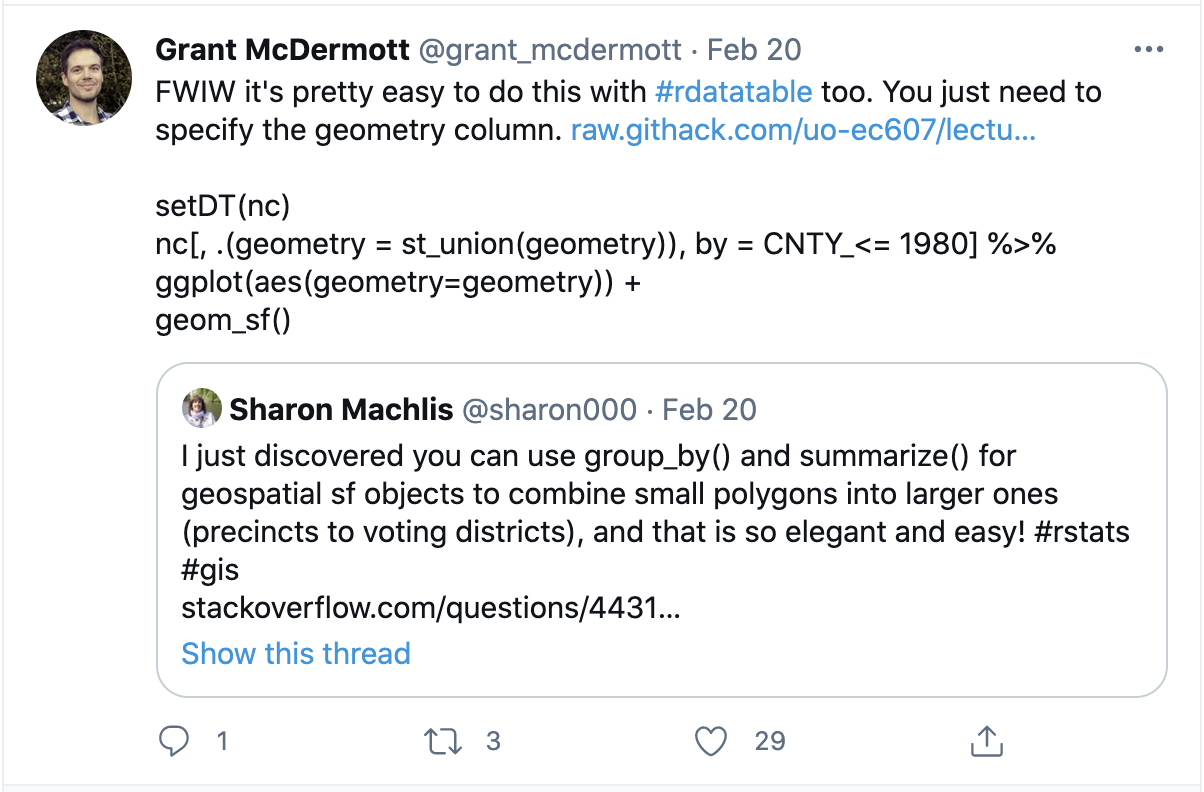 Grant McDermott @grant_mcdermott · Feb 20
FWIW it's pretty easy to do this with #rdatatable too. You just need to
specify the geometry column. raw.githack.com/uo-ec607/lectu...
setDT(nc)
nc[, .(geometry = st_union(geometry)), by = CNTY_<= 1980] %>%
ggplot(aes(geometry=geometry)) +
geom_sf()
Sharon Machlis @sharon000 · Feb 20
I just discovered you can use group_by() and summarize() for
geospatial sf objects to combine small polygons into larger ones
(precincts to voting districts), and that is so elegant and easy! #rstats
#gis
stackoverflow.com/questions/4431...
Show this thread
1 3 29